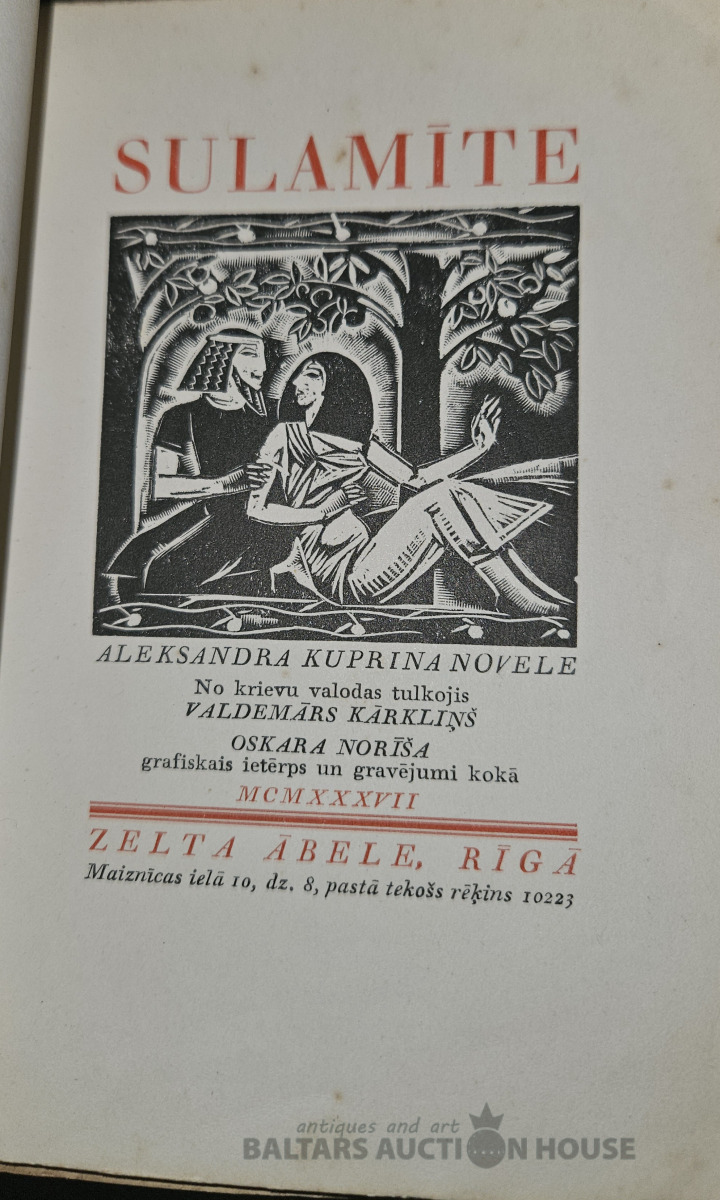 SULAMĪTE
ALEKSANDRA KUPRINA NOVELE
No krievu valodas tulkojis
VALDEMĀRS KĀRKLIŅŠ
OSKARA NORĪŠA
grafiskais ietērps un gravējumi kokā
MCMXXXVII
ZELTA ĀBELE, RĪGĀ
Maiznīcas ielā 10, dz. 8, pastā tekošs rēķins 10223
antiques and art
BALTARS AUCTION HOUSE